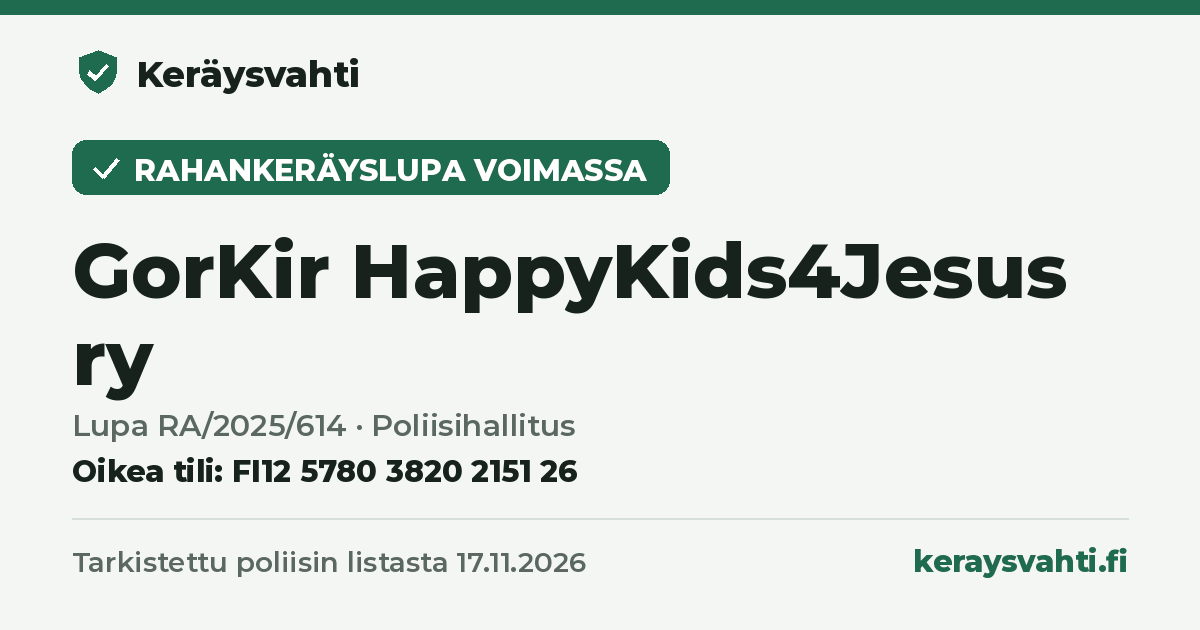 Keräysvahti
RAHANKERÄYSLUPA VOIMASSA
GorKir HappyKids4Jesus
ry
Lupa RA/2025/614 · Poliisihallitus
Oikea tili: FI12 5780 3820 2151 26
Tarkistettu poliisin listasta 17.11.2026
keraysvahti.fi